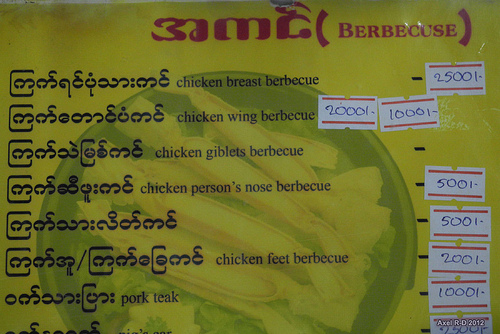 အကင် ( BERBECUSE )
ကြက်ရင်ပုံသားကင် chicken breast berbecue - 2500/-
ကြက်တောင်ပံကင် chicken wing berbecue 2000/- 1000/-
ကြက်သဲမြစ်ကင် chicken giblets berbecue -
ကြက်ဆီဖူးကင် chicken person's nose berbecue - 500/-
ကြက်သားလိတ်ကင် - 500/-
ကြက်အူ/ကြက်ခြေကင် chicken feet berbecue - 200/-
ဝက်သားပြား pork teak - 1000/-
pig's ear
Axel R-D 2012